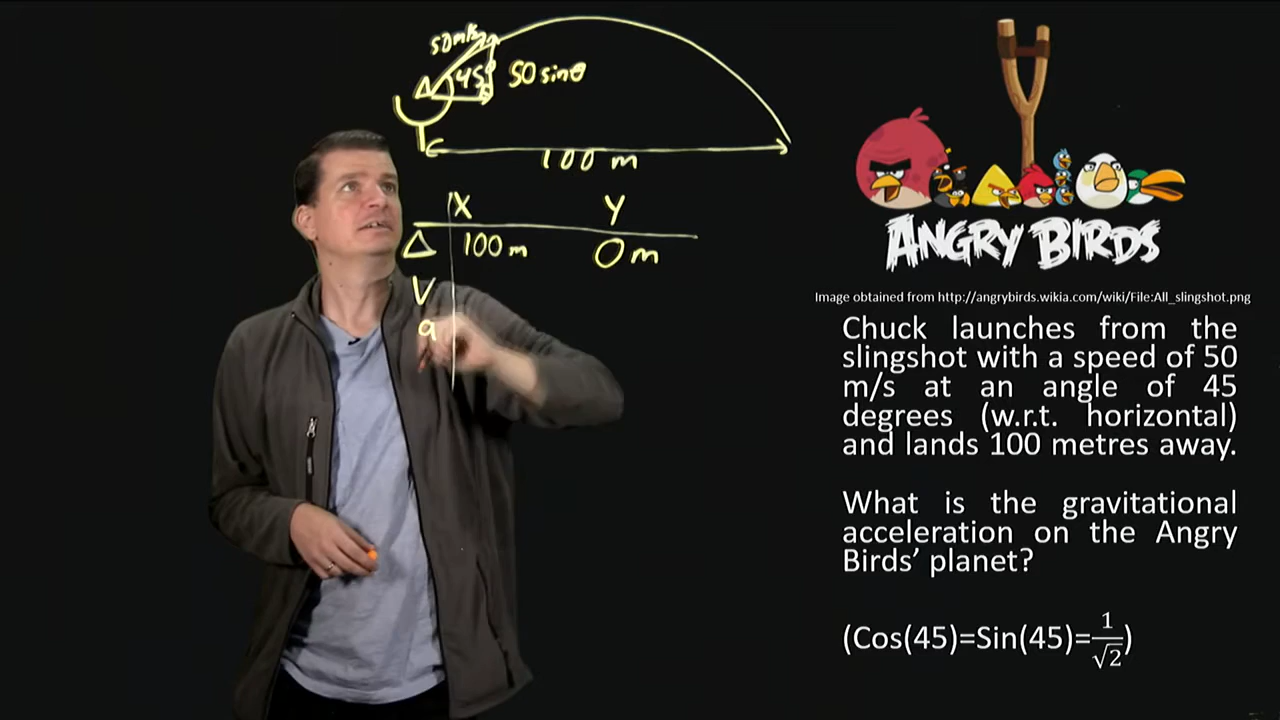 50m/s
45°
50 sinθ
100 m
X Y
Δ 100 m 0 m
V
a
ANGRY BIRDS
Image obtained from http://angrybirds.wikia.com/wiki/File:All_slingshot.png
Chuck launches from the
slingshot with a speed of 50
m/s at an angle of 45
degrees (w.r.t. horizontal)
and lands 100 metres away.
What is the gravitational
acceleration on the Angry
Birds’ planet?
(Cos(45)=Sin(45)=1/√2)